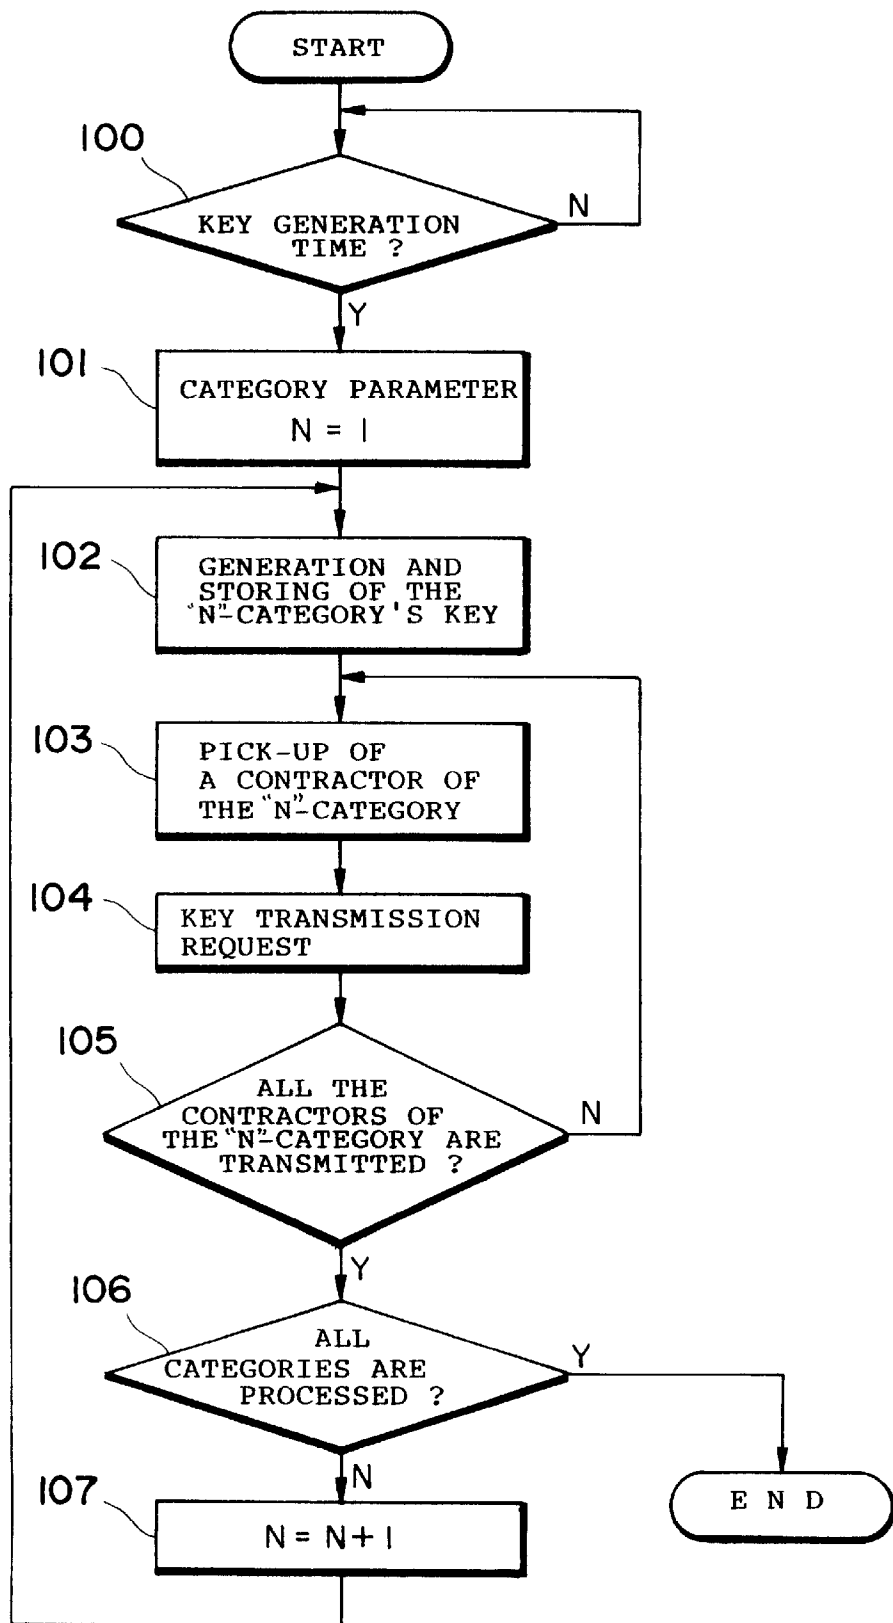 START
100
KEY GENERATION
TIME ?
N
Y
101
CATEGORY PARAMETER
N = 1
102
GENERATION AND
STORING OF THE
"N"-CATEGORY'S KEY
103
PICK-UP OF
A CONTRACTOR OF
THE "N"-CATEGORY
104
KEY TRANSMISSION
REQUEST
105
ALL THE
CONTRACTORS OF
THE "N"-CATEGORY ARE
TRANSMITTED ?
N
Y
106
ALL
CATEGORIES ARE
PROCESSED ?
Y
N
107
N = N + 1
E N D